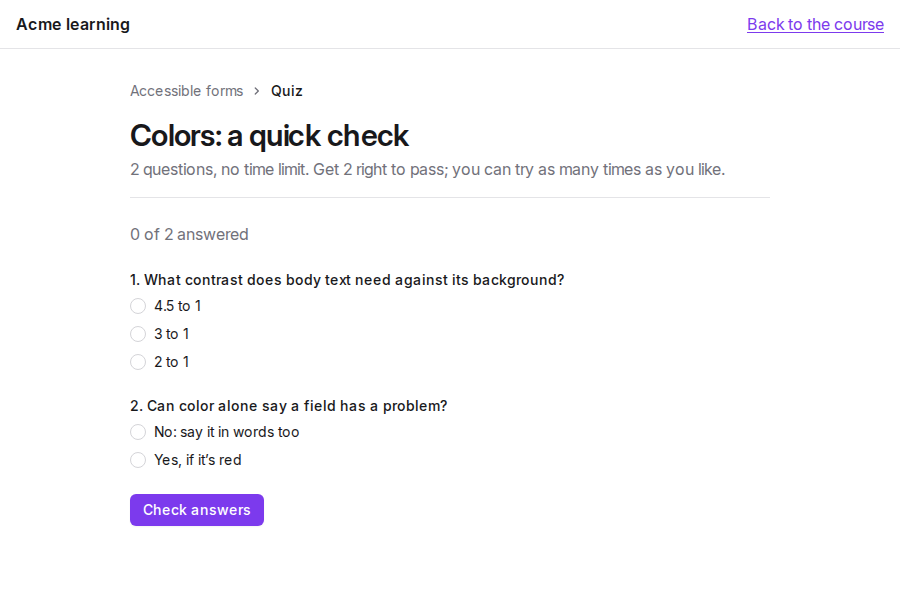 Acme learning
Back to the course
Accessible forms > Quiz
Colors: a quick check
2 questions, no time limit. Get 2 right to pass; you can try as many times as you like.
0 of 2 answered
1. What contrast does body text need against its background?
4.5 to 1
3 to 1
2 to 1
2. Can color alone say a field has a problem?
No: say it in words too
Yes, if it’s red
Check answers